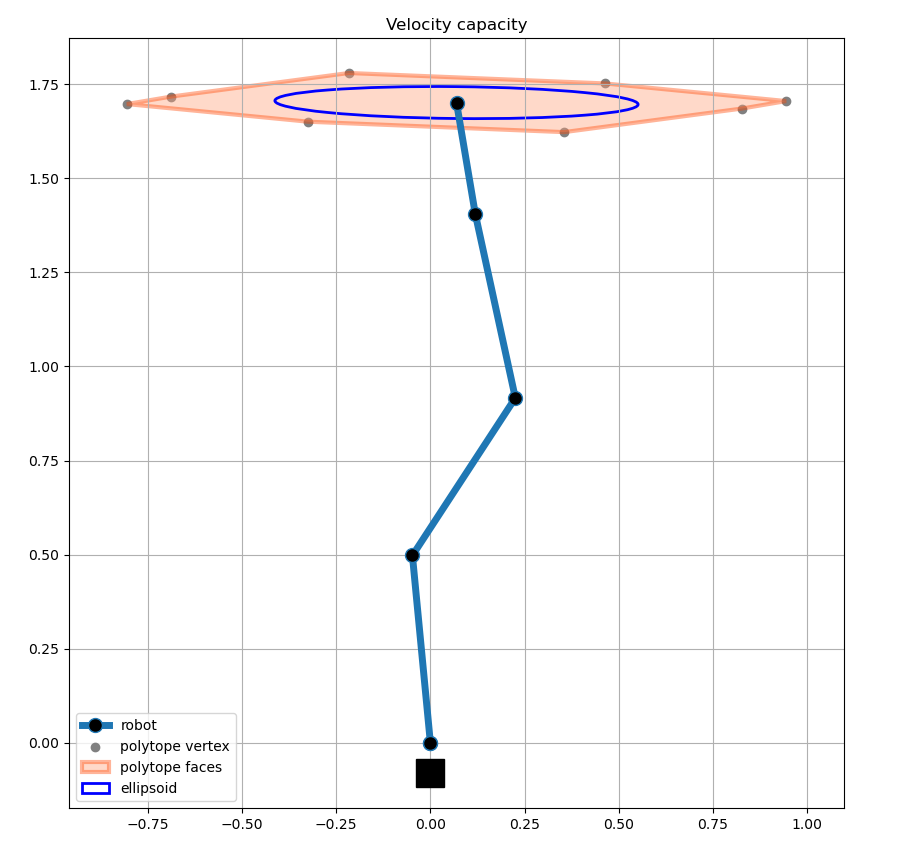 Velocity capacity
1.75
1.50
1.25
1.00
0.75
0.50
0.25
0.00
robot
polytope vertex
polytope faces
ellipsoid
−0.75 −0.50 −0.25 0.00 0.25 0.50 0.75 1.00